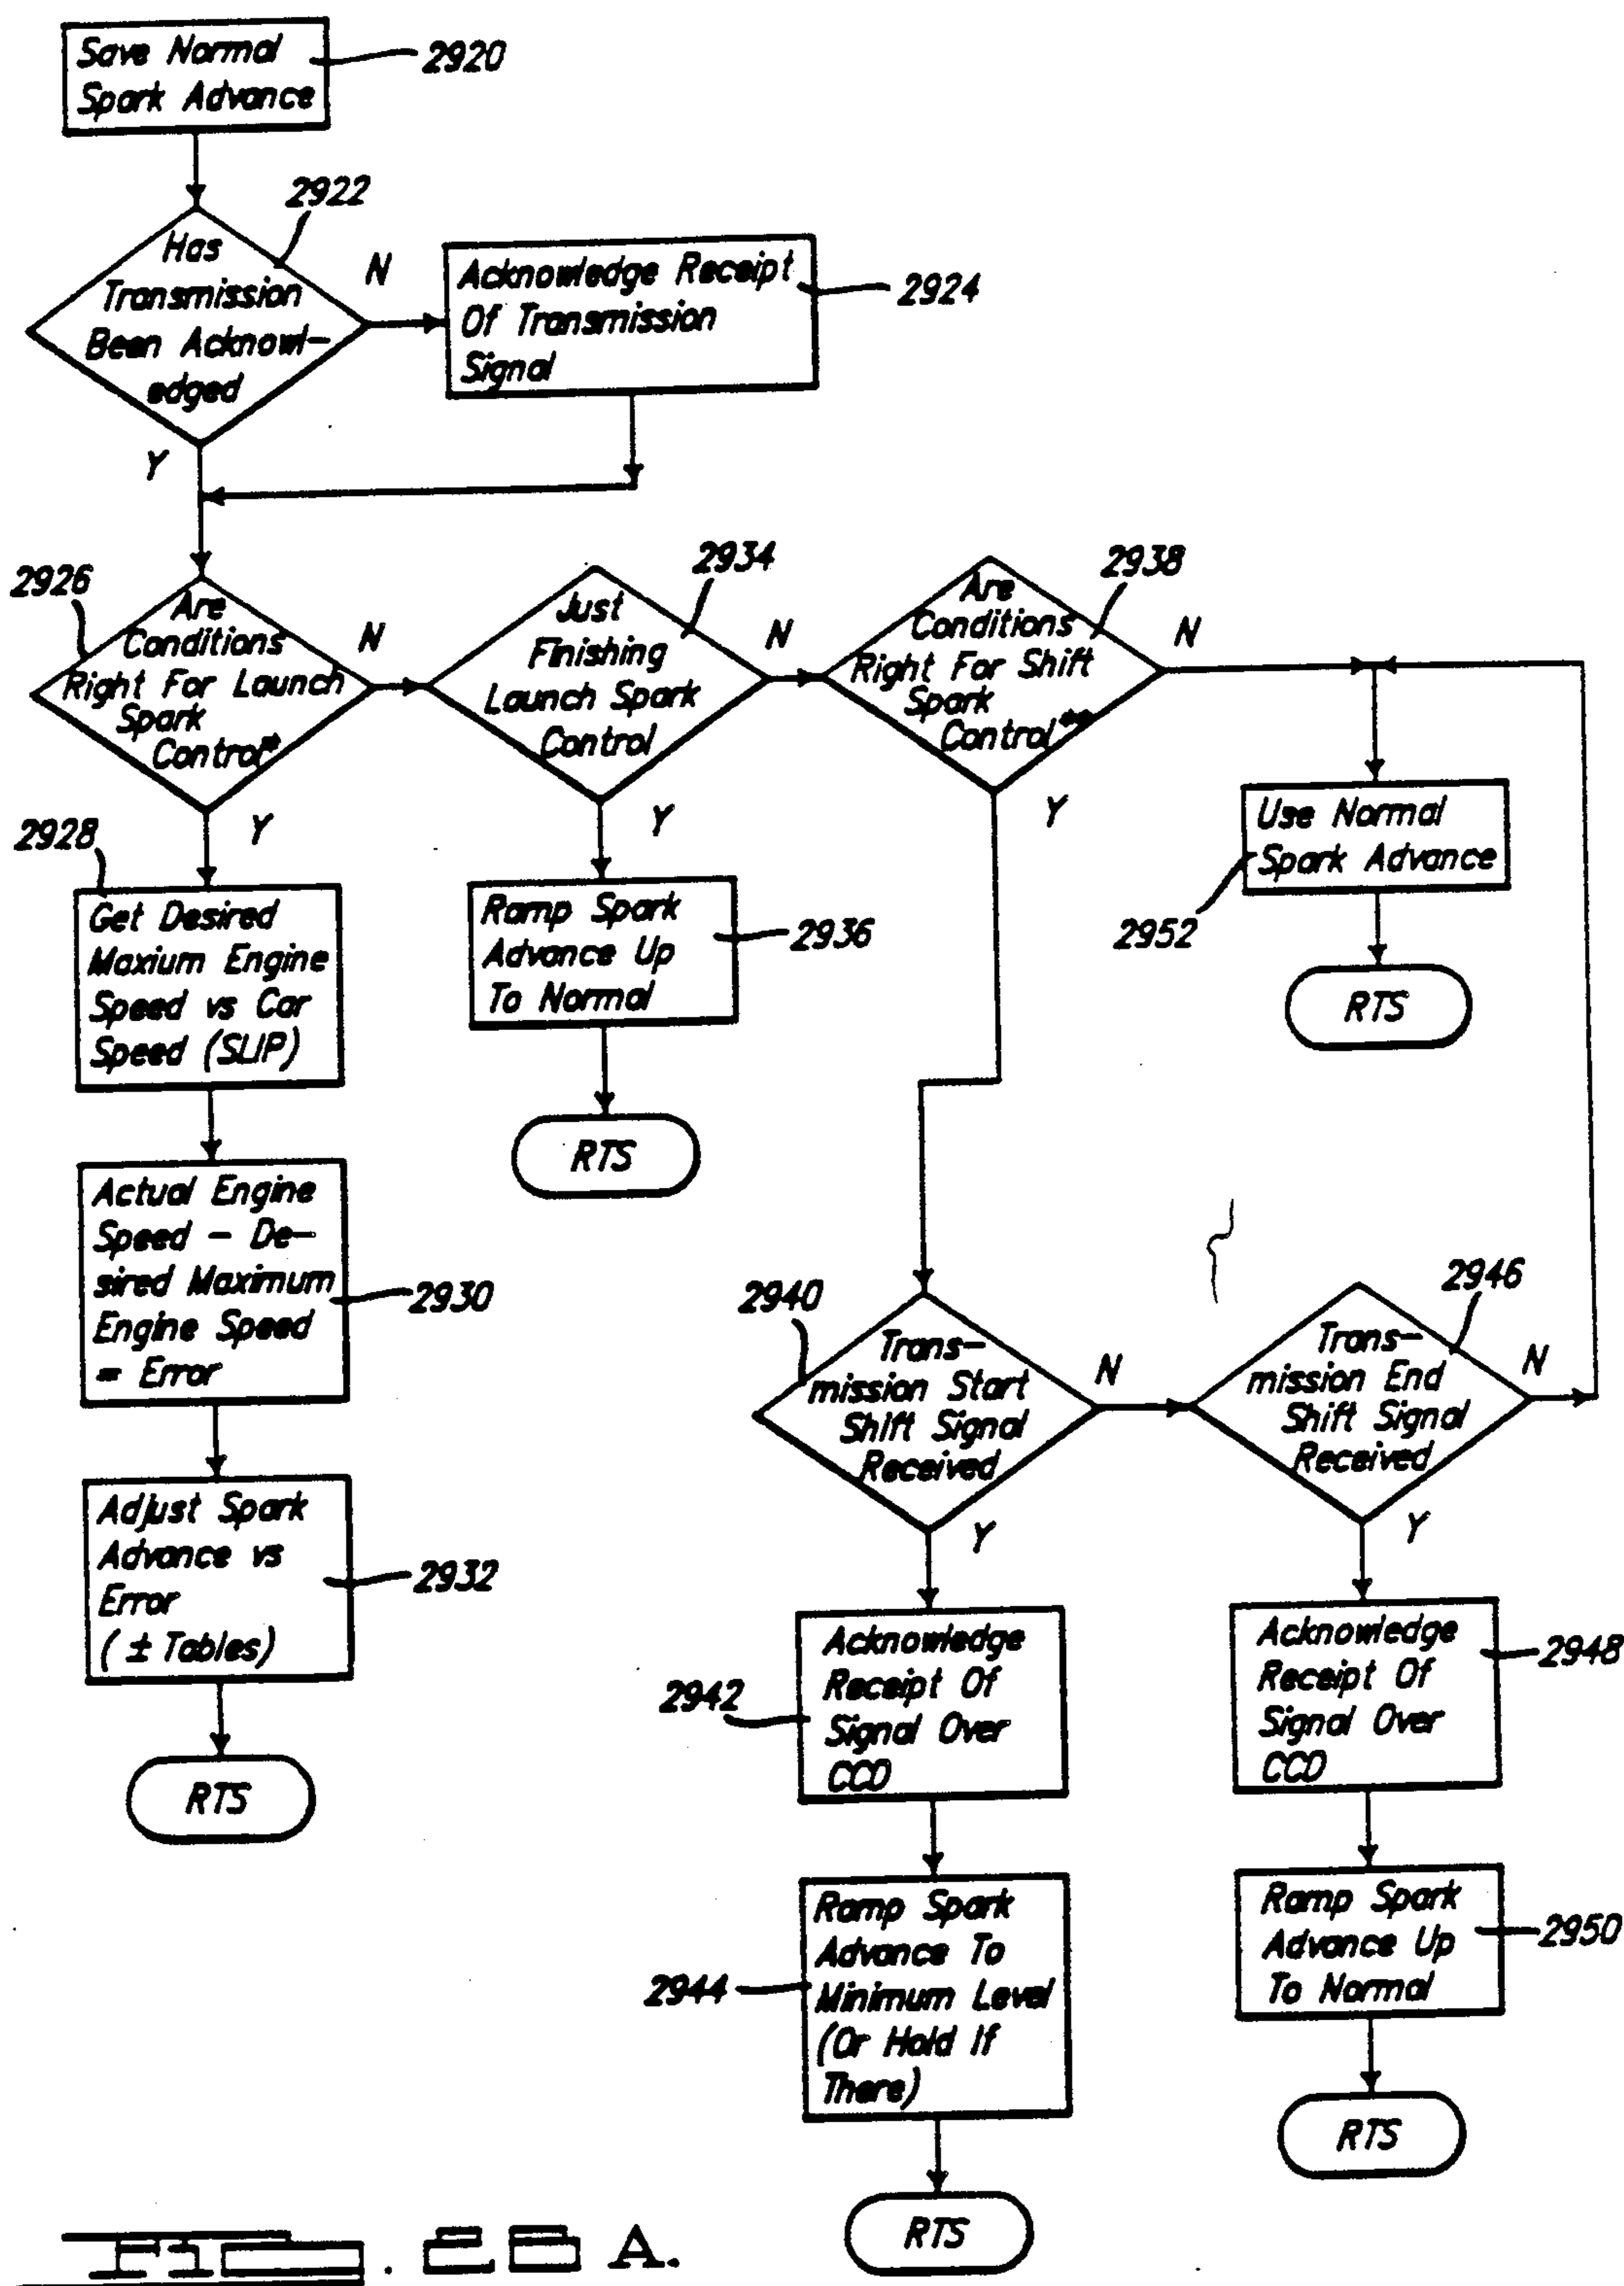 Save Normal
Spark Advance
2920
2922
Has
Transmission
Been Acknowl-
edged
N
Y
Acknowledge Receipt
Of Transmission
Signal
2924
2926
Are
Conditions
Right For Launch
Spark
Control*
N
Y
2934
Just
Finishing
Launch Spark
Control
N
Y
2938
Are
Conditions
Right For Shift
Spark
Control**
N
Y
2928
Get Desired
Maxium Engine
Speed vs Car
Speed (SLIP)
Ramp Spark
Advance Up
To Normal
2936
RTS
Use Normal
Spark Advance
2952
RTS
Actual Engine
Speed - De-
sired Maximum
Engine Speed
= Error
2930
Adjust Spark
Advance vs
Error
(± Tables)
2932
RTS
2940
Trans-
mission Start
Shift Signal
Received
N
Y
2946
Trans-
mission End
Shift Signal
Received
N
Y
2942
Acknowledge
Receipt Of
Signal Over
CCD
Acknowledge
Receipt Of
Signal Over
CCD
2948
2944
Ramp Spark
Advance To
Minimum Level
(Or Hold If
There)
RTS
Ramp Spark
Advance Up
To Normal
2950
RTS
A.